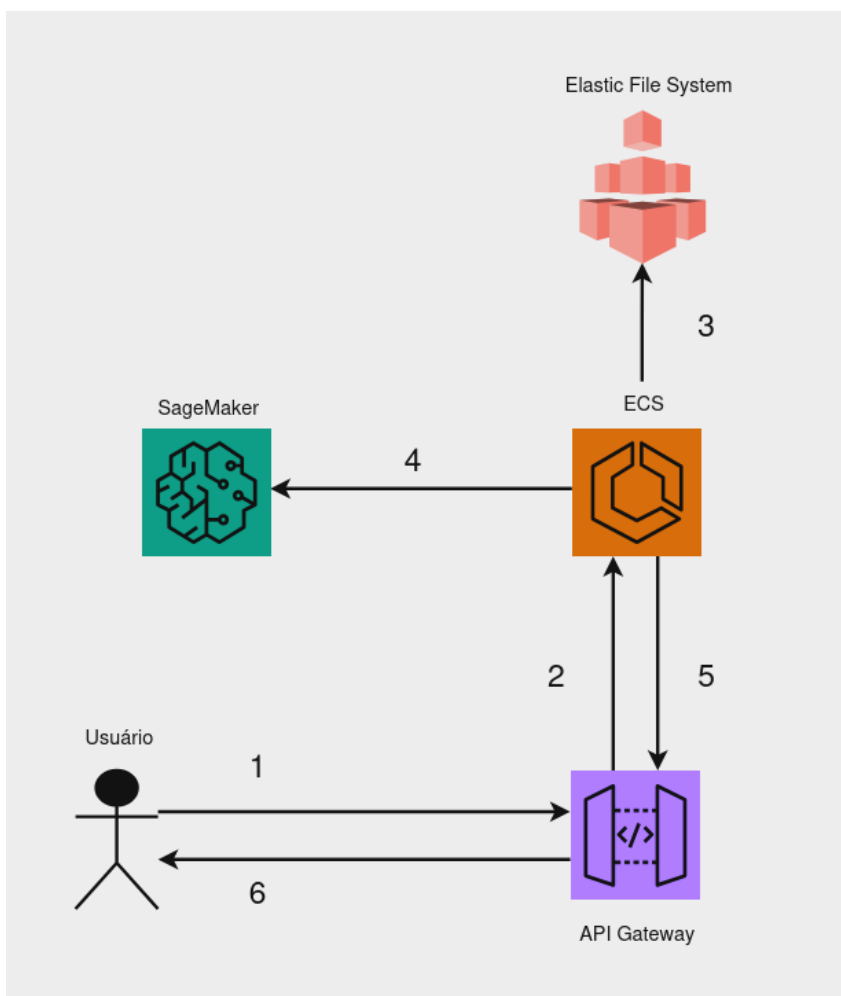 Elastic File System
3
ECS
SageMaker
4
2
5
Usuário
1
</>
6
API Gateway